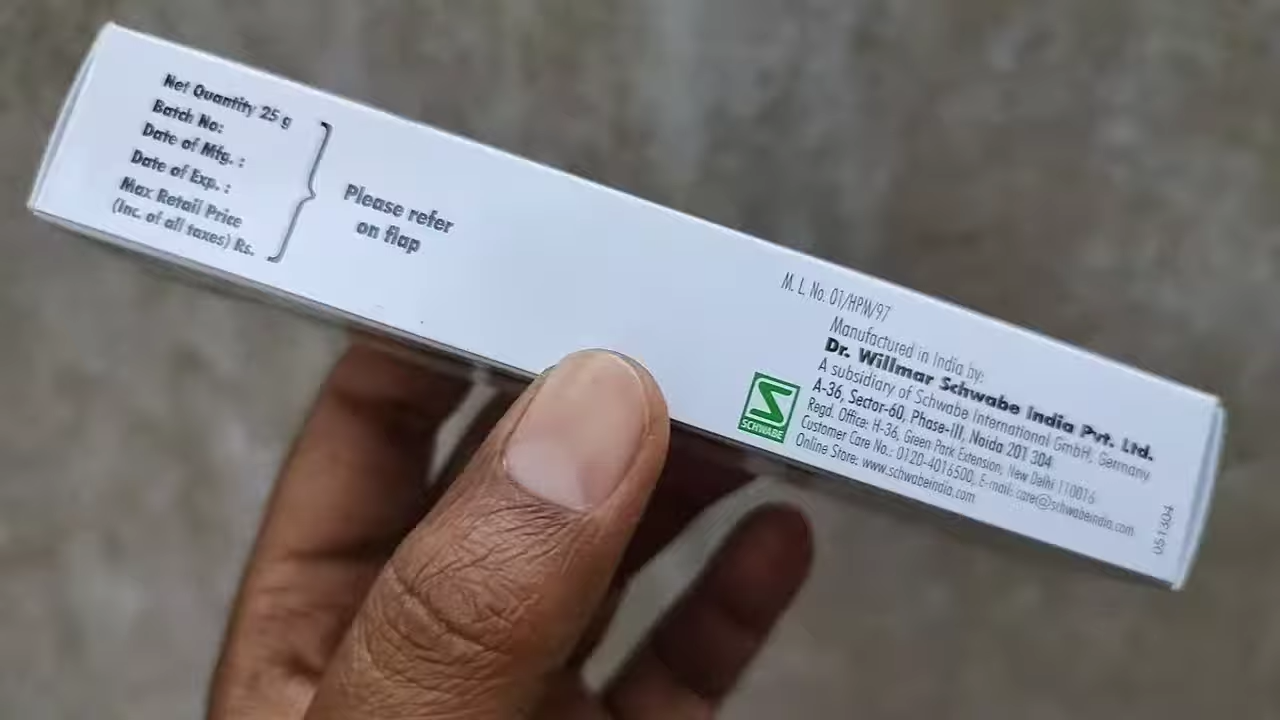 Net Quantity 25 g
Batch No:
Date of Mfg. :
Date of Exp. :
Max Retail Price
(Inc. of all taxes) Rs.
Please refer
on flap
M. L. No. 01/HPM/97
Manufactured in India by:
Dr. Willmar Schwabe India Pvt. Ltd.
A subsidiary of Schwabe International GmbH, Germany
A-36, Sector-60, Phase-III, Noida 201 304
Regd. Office: H-36, Green Park Extension, New Delhi 110016
Customer Care No.: 0120-4016500, E-mail: care@schwabeindia.com
Online Store: www.schwabeindia.com
SCHWABE
051304